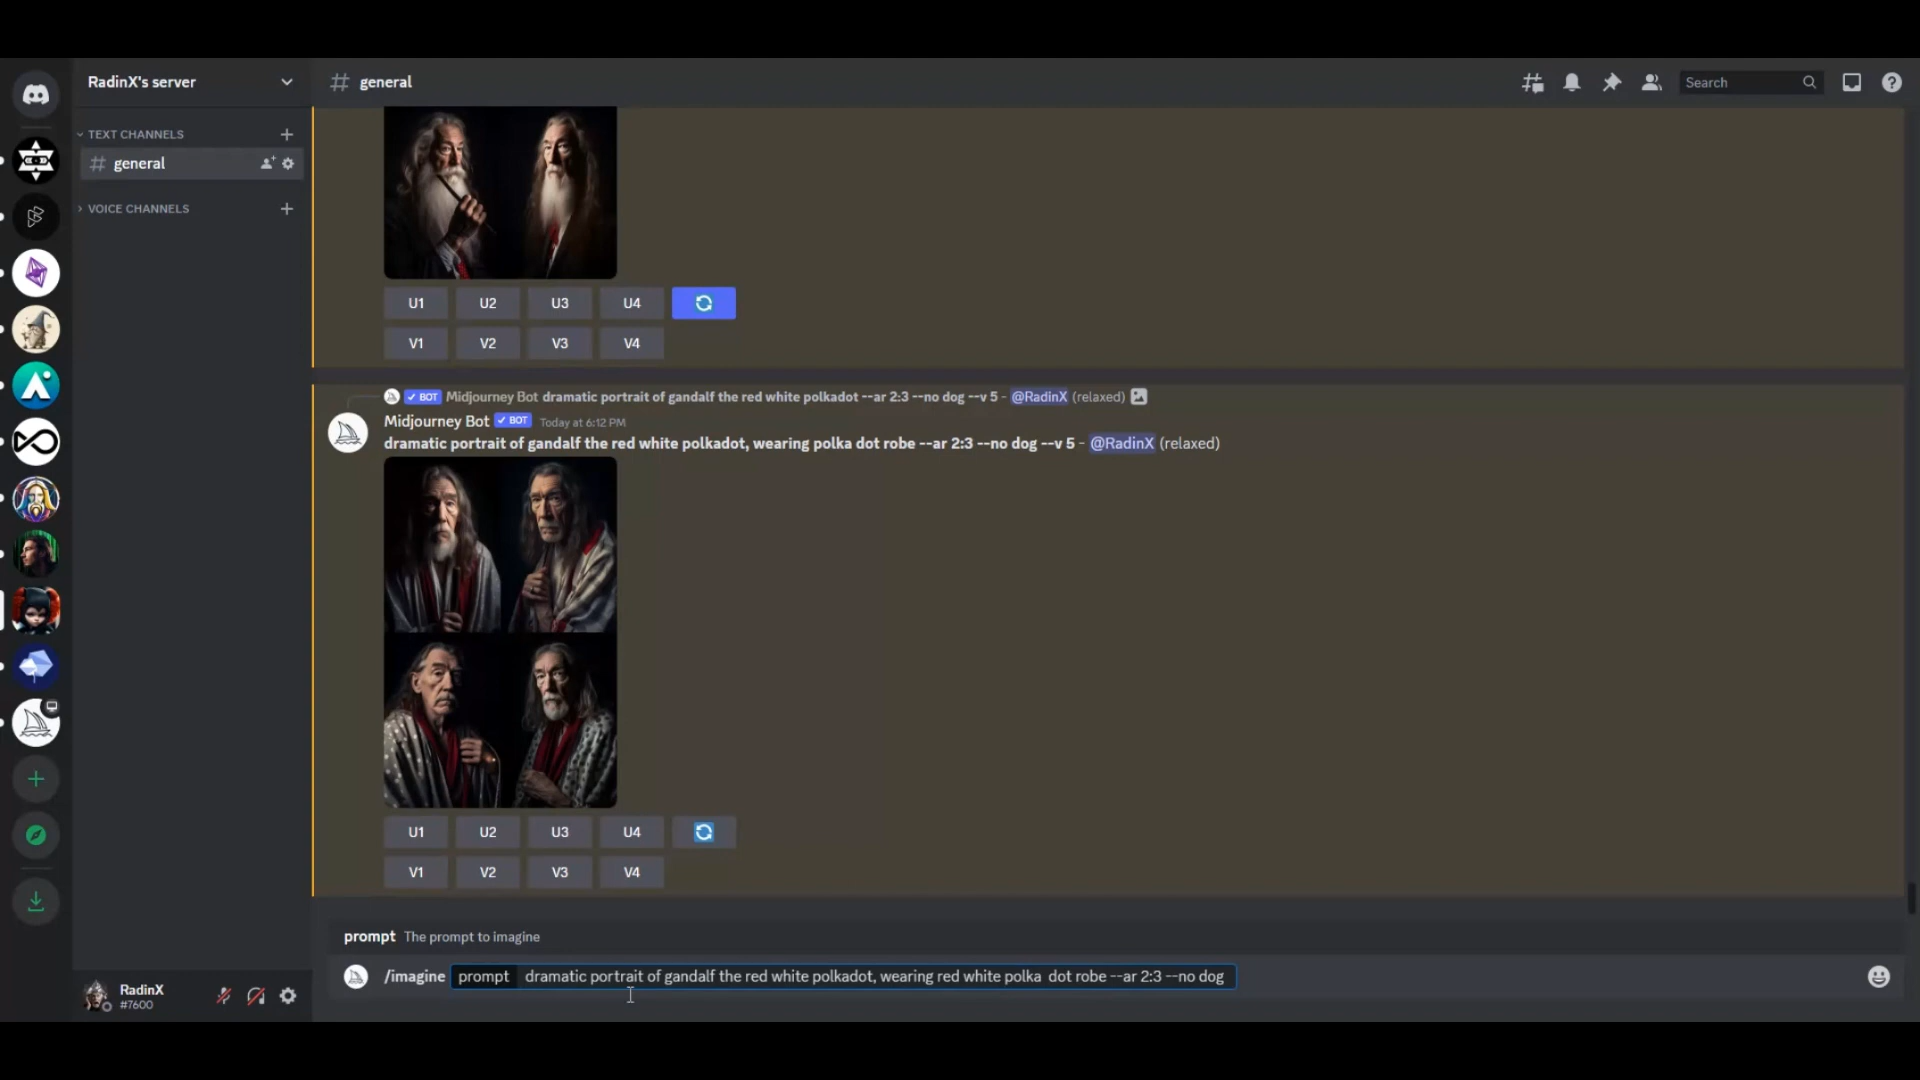 RadinX's server
general
Search
TEXT CHANNELS
general
VOICE CHANNELS
U1 U2 U3 U4
V1 V2 V3 V4
BOT Midjourney Bot dramatic portrait of gandalf the red white polkadot --ar 2:3 --no dog --v 5 - @RadinX (relaxed)
Midjourney Bot BOT Today at 6:12 PM
dramatic portrait of gandalf the red white polkadot, wearing polka dot robe --ar 2:3 --no dog --v 5 - @RadinX (relaxed)
U1 U2 U3 U4
V1 V2 V3 V4
prompt The prompt to imagine
/imagine prompt dramatic portrait of gandalf the red white polkadot, wearing red white polka dot robe --ar 2:3 --no dog
RadinX
#7600